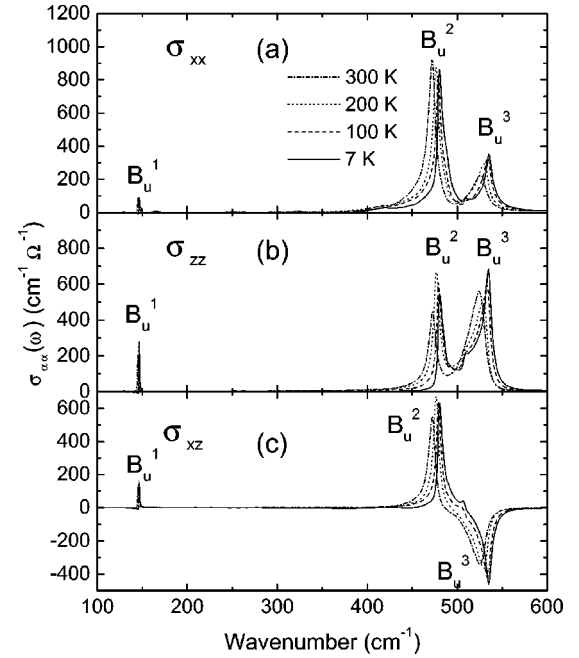 1200
1000
800
600
400
200
0
σxx
(a)
Bu²
300 K
200 K
100 K
7 K
Bu¹
Bu³
800
600
400
200
0
σzz
(b)
Bu²
Bu³
Bu¹
σαα(ω) (cm⁻¹ Ω⁻¹)
600
400
200
0
-200
-400
σxz
(c)
Bu²
Bu¹
Bu³
100 200 300 400 500 600
Wavenumber (cm⁻¹)